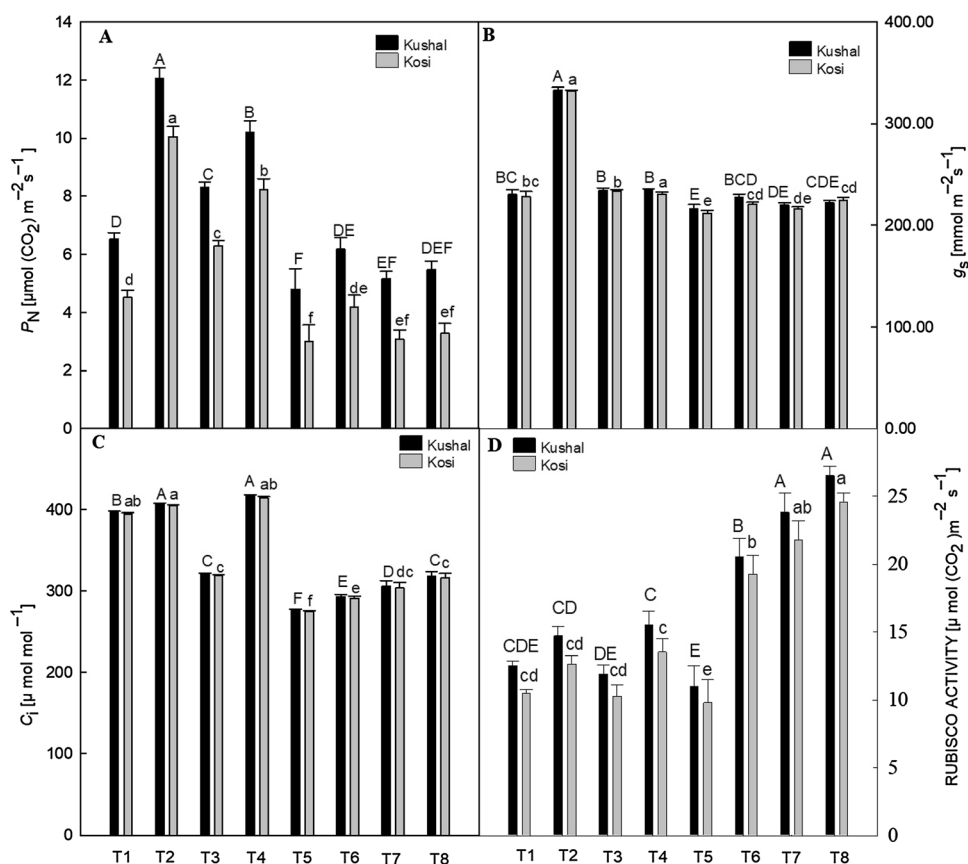 A
Kushal
Kosi
P_N [µmol (CO₂) m⁻² s⁻¹]
14
12
10
8
6
4
2
0
D
d
A
a
C
c
B
b
F
f
DE
de
EF
ef
DEF
ef
B
Kushal
Kosi
g_s [mmol m⁻² s⁻¹]
400.00
300.00
200.00
100.00
0.00
BC
bc
A
a
B
b
B
a
E
e
BCD
cd
DE
de
CDE
cd
C
Kushal
Kosi
C_i [µ mol mol⁻¹]
400
300
200
100
0
B
ab
A
a
C
c
A
ab
F
f
E
e
D
dc
C
c
T1 T2 T3 T4 T5 T6 T7 T8
D
Kushal
Kosi
RUBISCO ACTIVITY [µ mol (CO₂)m⁻² s⁻¹]
30
25
20
15
10
5
0
CDE
cd
CD
cd
DE
cd
C
c
E
e
B
b
A
ab
A
a
T1 T2 T3 T4 T5 T6 T7 T8